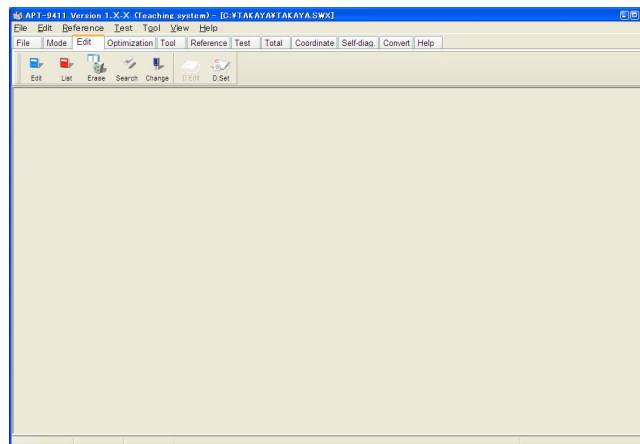 APT-9411 Version 1.X-X (Teaching system) - [C:¥TAKAYA¥TAKAYA.SWX]
File Edit Reference Test Tool View Help
File Mode Edit Optimization Tool Reference Test Total Coordinate Self-diag. Convert Help
Edit List Erase Search Change D.Edit D.Set